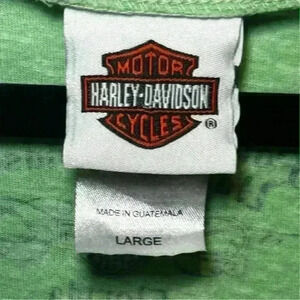 MOTOR
HARLEY-DAVIDSON
CYCLES ®
MADE IN GUATEMALA
LARGE